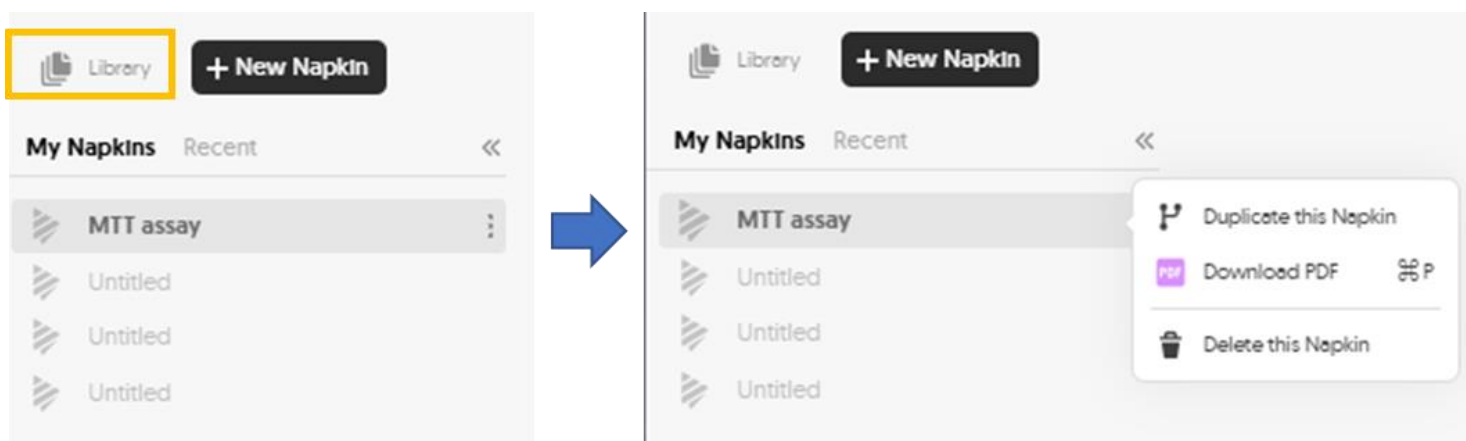 Library + New Napkin
My Napkins Recent «
MTT assay
Untitled
Untitled
Untitled
Library + New Napkin
My Napkins Recent «
MTT assay
Untitled
Untitled
Untitled
Duplicate this Napkin
PDF Download PDF ⌘ P
Delete this Napkin